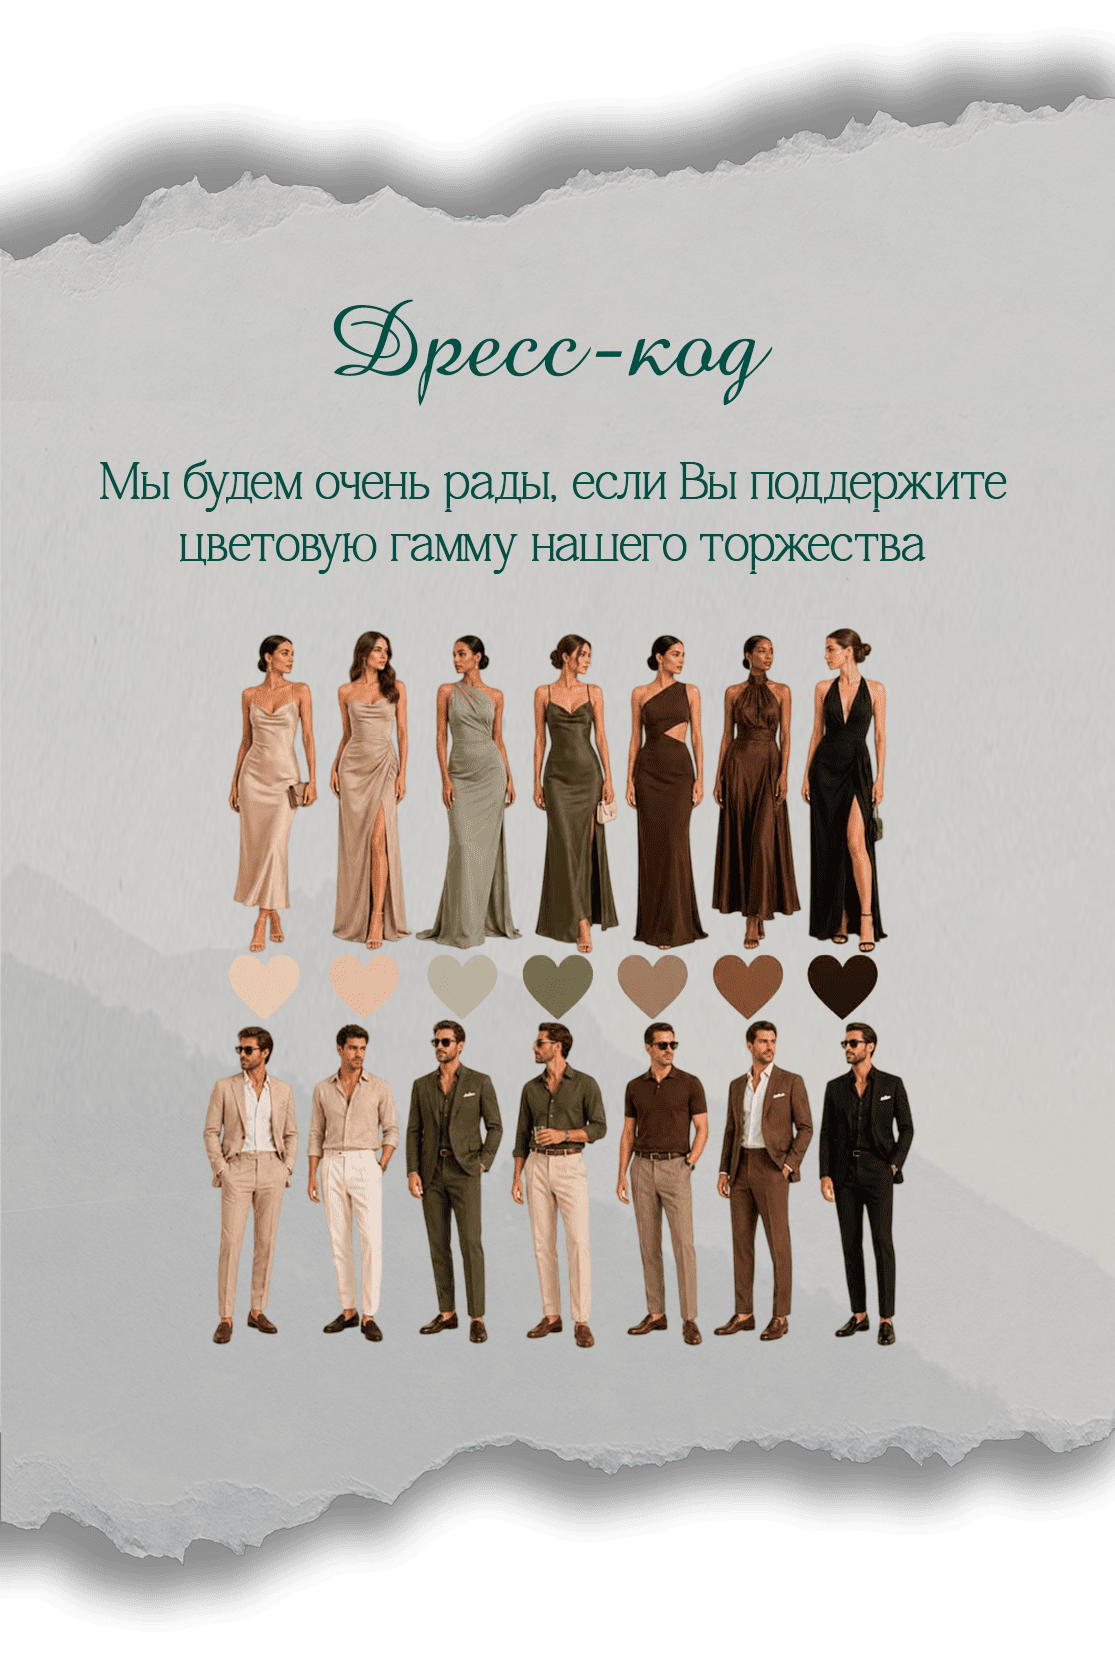 Дресс-код
Мы будем очень рады, если Вы поддержите
цветовую гамму нашего торжества